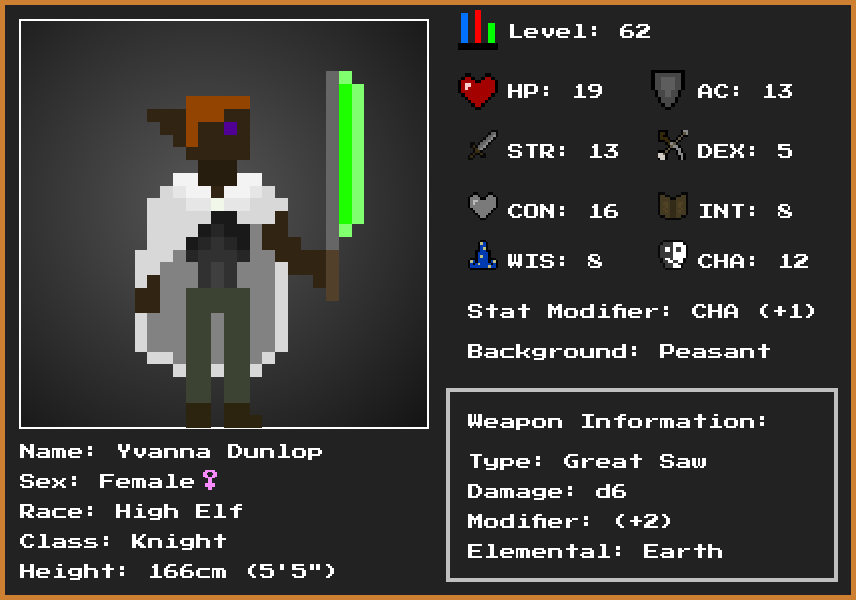 Level: 62
HP: 19
AC: 13
STR: 13
DEX: 5
CON: 16
INT: 8
WIS: 8
CHA: 12
Stat Modifier: CHA (+1)
Background: Peasant
Weapon Information:
Type: Great Saw
Damage: d6
Modifier: (+2)
Elemental: Earth
Name: Yvanna Dunlop
Sex: Female♀
Race: High Elf
Class: Knight
Height: 166cm (5'5")